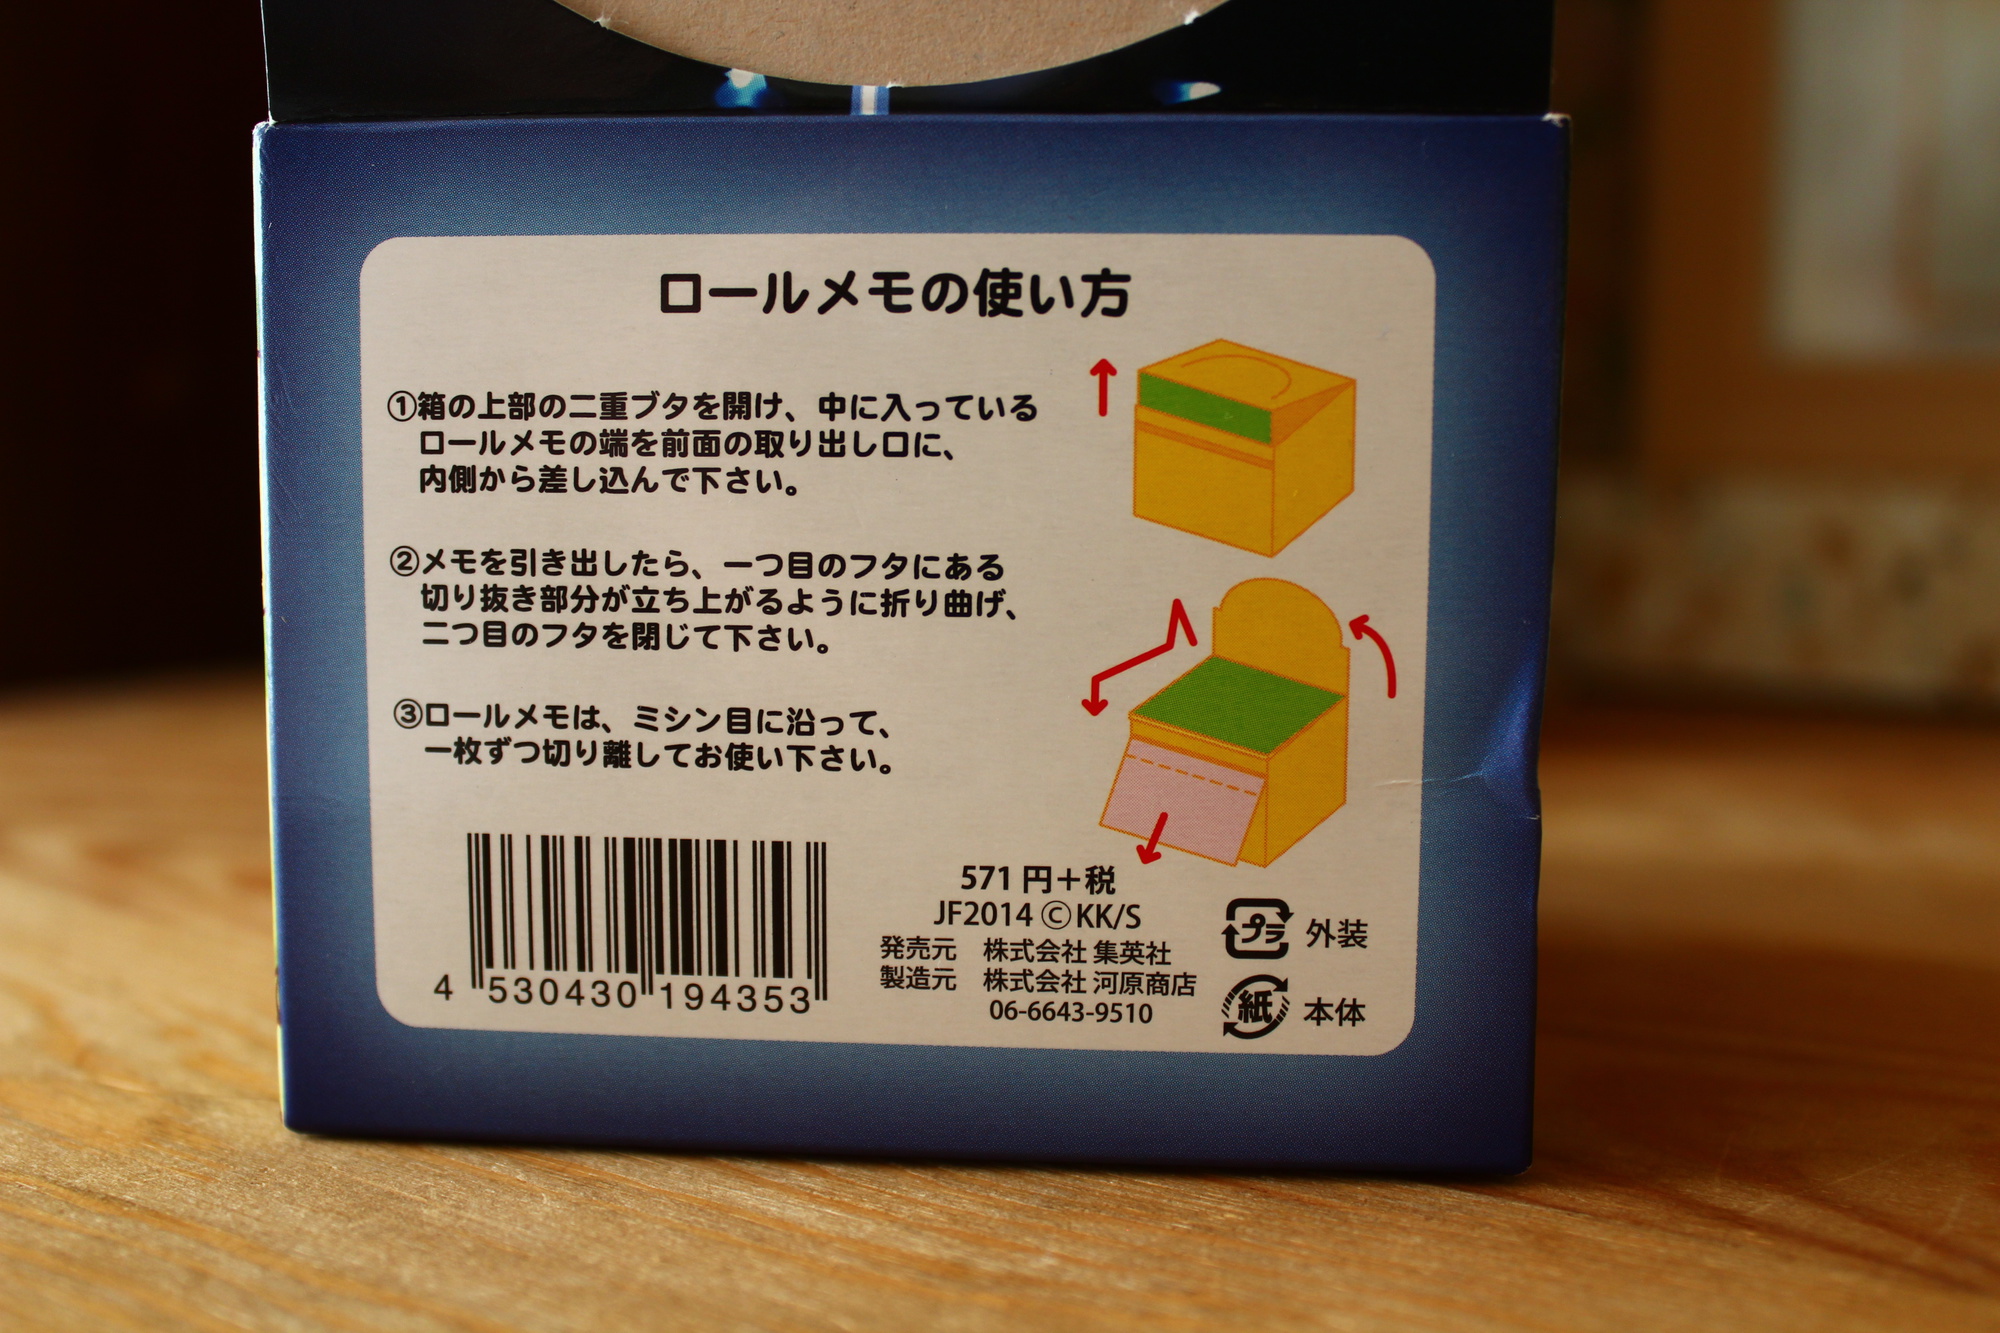 ロールメモの使い方
①箱の上部の二重ブタを開け、中に入っている
ロールメモの端を前面の取り出し口に、
内側から差し込んで下さい。
②メモを引き出したら、一つ目のフタにある
切り抜き部分が立ち上がるように折り曲げ、
二つ目のフタを閉じて下さい。
③ロールメモは、ミシン目に沿って、
一枚ずつ切り離してお使い下さい。
4 530430 194353
571 円＋税
JF2014 ©KK/S
発売元 株式会社 集英社
製造元 株式会社 河原商店
06-6643-9510
プラ 外装
紙 本体